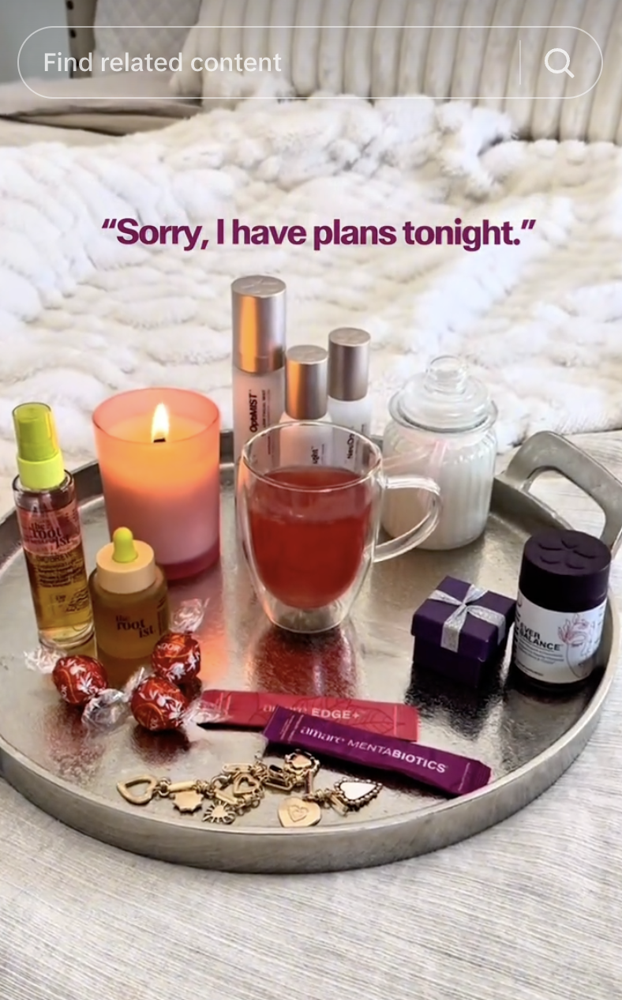 Find related content
“Sorry, I have plans tonight.”
OptiMIST
the
root
ist
the
root
ist
EVER
BALANCE
amare EDGE+
amare MENTABIOTICS